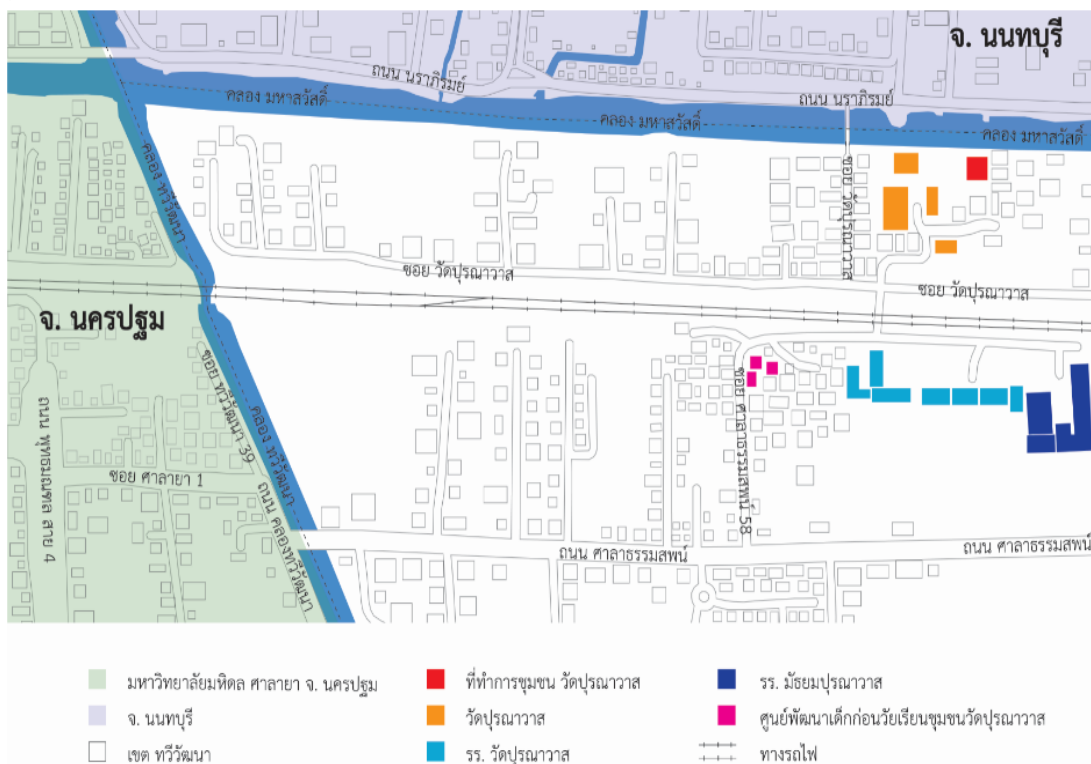 จ. นนทบุรี
ถนน นราภิรมย์
ถนน นราภิรมย์
คลอง มหาสวัสดิ์
คลอง มหาสวัสดิ์
คลอง มหาสวัสดิ์
คลอง ทวีวัฒนา
ซอย วัดปุรณาวาส
ซอย วัดปุรณาวาส
ซอย วัดปุรณาวาส
จ. นครปฐม
ซอย ทวีวัฒนา 39
คลอง ทวีวัฒนา
ถนน พุทธมณฑล สาย 4
ซอย ศาลายา 1
ถนน คลองทวีวัฒนา
ซอย ศาลาธรรมสพน์ 58
ถนน ศาลาธรรมสพน์
ถนน ศาลาธรรมสพน์
มหาวิทยาลัยมหิดล ศาลายา จ. นครปฐม
จ. นนทบุรี
เขต ทวีวัฒนา
ที่ทำการชุมชน วัดปุรณาวาส
วัดปุรณาวาส
รร. วัดปุรณาวาส
รร. มัธยมปุรณาวาส
ศูนย์พัฒนาเด็กก่อนวัยเรียนชุมชนวัดปุรณาวาส
ทางรถไฟ